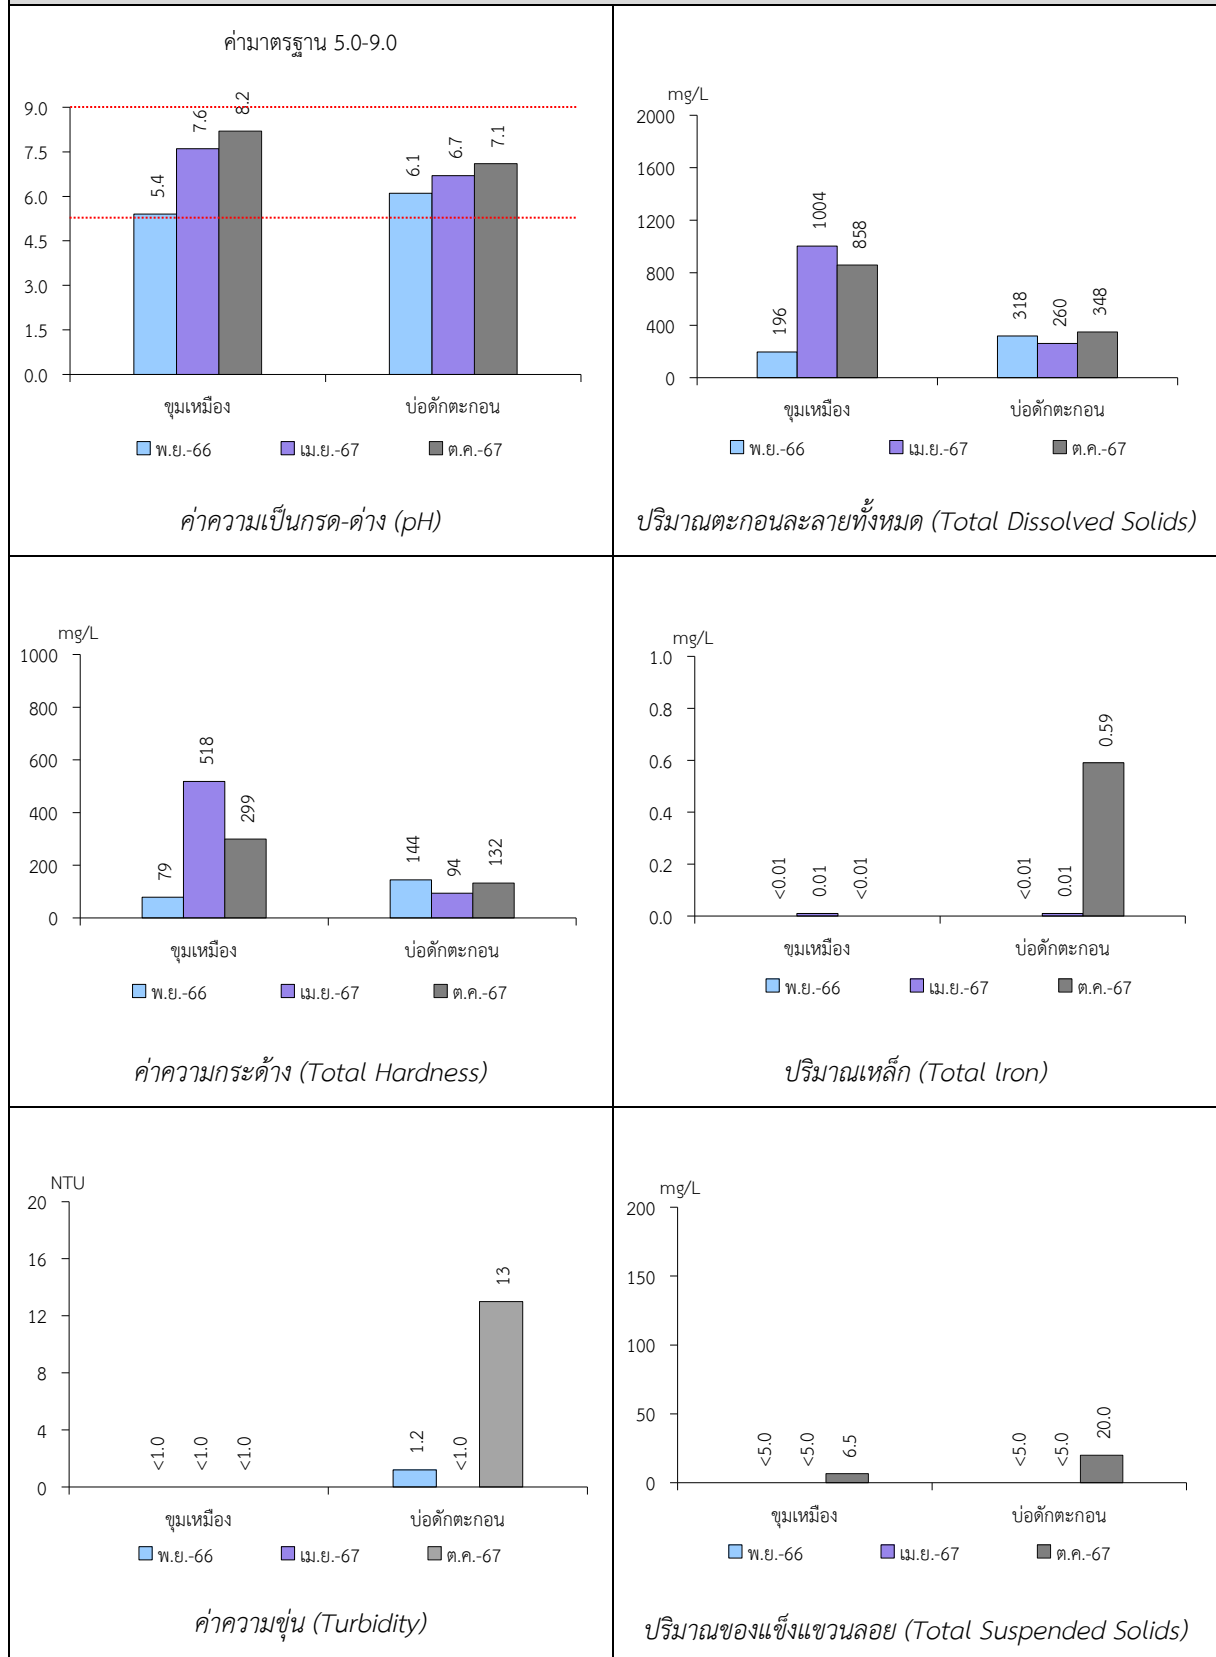 ค่ามาตรฐาน 5.0-9.0
9.0
7.5
6.0
4.5
3.0
1.5
0.0
5.4
7.6
8.2
6.1
6.7
7.1
ขุมเหมือง
บ่อดักตะกอน
พ.ย.-66 เม.ย.-67 ต.ค.-67
ค่าความเป็นกรด-ด่าง (pH)
mg/L
2000
1600
1200
800
400
0
196
1004
858
318
260
348
ขุมเหมือง
บ่อดักตะกอน
พ.ย.-66 เม.ย.-67 ต.ค.-67
ปริมาณตะกอนละลายทั้งหมด (Total Dissolved Solids)
mg/L
1000
800
600
400
200
0
79
518
299
144
94
132
ขุมเหมือง
บ่อดักตะกอน
พ.ย.-66 เม.ย.-67 ต.ค.-67
ค่าความกระด้าง (Total Hardness)
mg/L
1.0
0.8
0.6
0.4
0.2
0.0
<0.01
0.01
<0.01
<0.01
0.01
0.59
ขุมเหมือง
บ่อดักตะกอน
พ.ย.-66 เม.ย.-67 ต.ค.-67
ปริมาณเหล็ก (Total lron)
NTU
20
16
12
8
4
0
<1.0
<1.0
<1.0
1.2
<1.0
13
ขุมเหมือง
บ่อดักตะกอน
พ.ย.-66 เม.ย.-67 ต.ค.-67
ค่าความขุ่น (Turbidity)
mg/L
200
150
100
50
0
<5.0
<5.0
6.5
<5.0
<5.0
20.0
ขุมเหมือง
บ่อดักตะกอน
พ.ย.-66 เม.ย.-67 ต.ค.-67
ปริมาณของแข็งแขวนลอย (Total Suspended Solids)